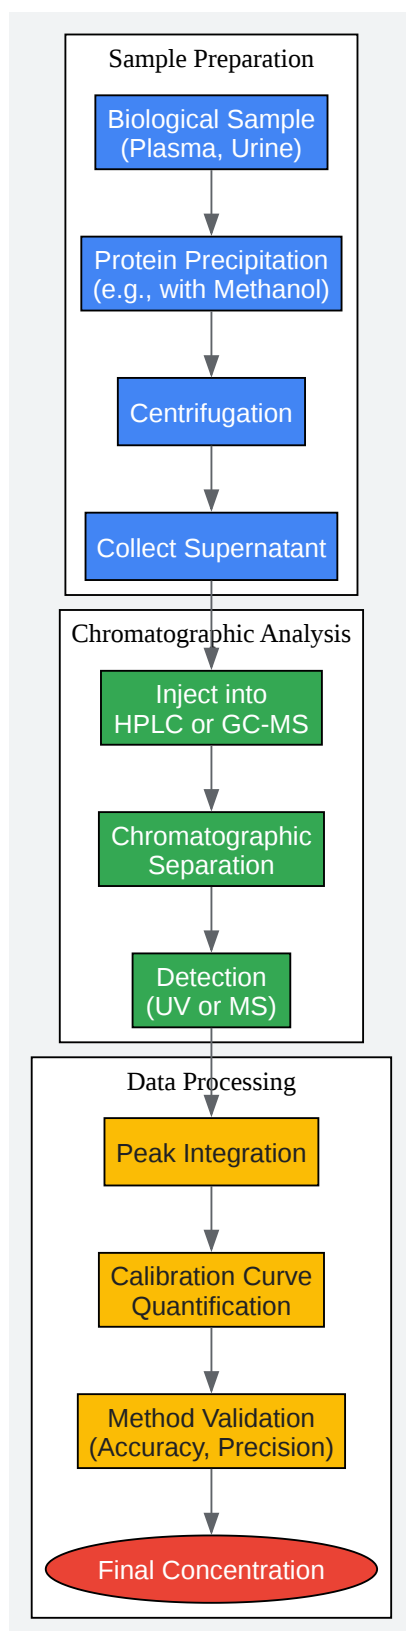 Sample Preparation
Biological Sample
(Plasma, Urine)
Protein Precipitation
(e.g., with Methanol)
Centrifugation
Collect Supernatant
Chromatographic Analysis
Inject into
HPLC or GC-MS
Chromatographic
Separation
Detection
(UV or MS)
Data Processing
Peak Integration
Calibration Curve
Quantification
Method Validation
(Accuracy, Precision)
Final Concentration